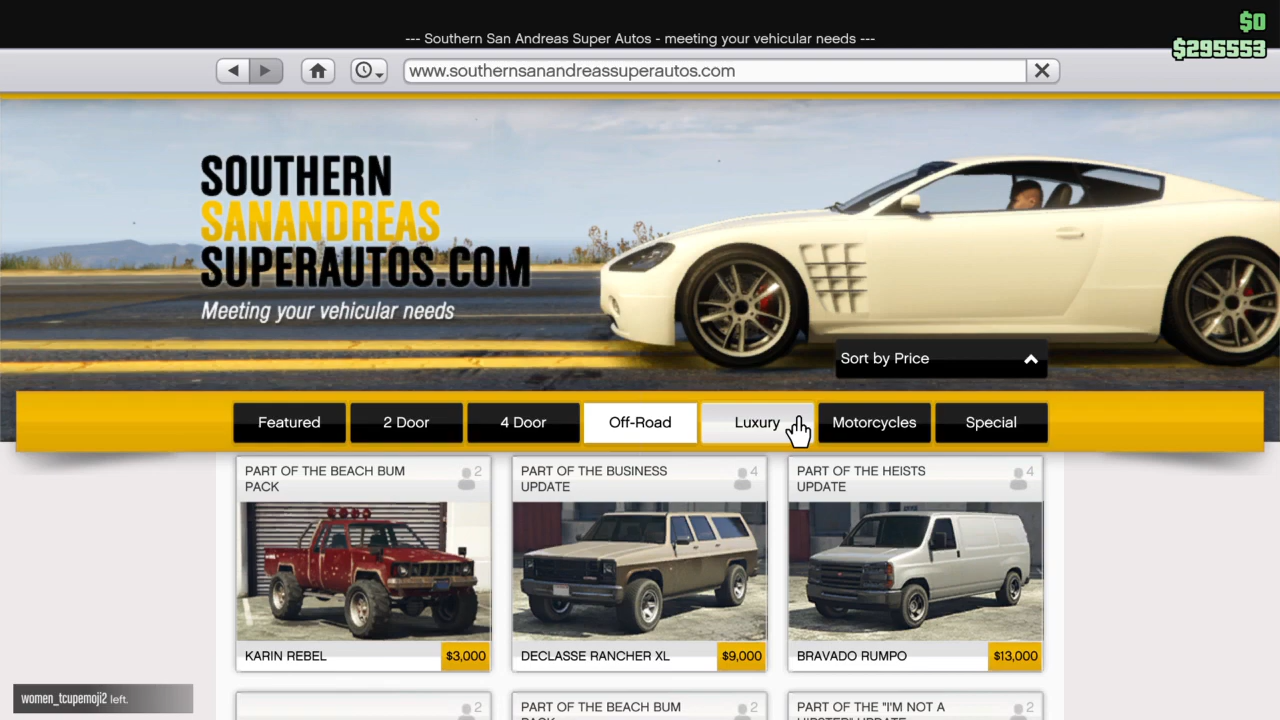 --- Southern San Andreas Super Autos - meeting your vehicular needs ---
$0
$295553
www.southernsanandreassuperautos.com
SOUTHERN
SANANDREAS
SUPERAUTOS.COM
Meeting your vehicular needs
Sort by Price
Featured
2 Door
4 Door
Off-Road
Luxury
Motorcycles
Special
PART OF THE BEACH BUM
PACK
2
KARIN REBEL
$3,000
PART OF THE BUSINESS
UPDATE
4
DECLASSE RANCHER XL
$9,000
PART OF THE HEISTS
UPDATE
4
BRAVADO RUMPO
$13,000
2
PART OF THE BEACH BUM
PACK
2
PART OF THE "I'M NOT A
HIPSTER" UPDATE
2
women_tcupemoji2 left.